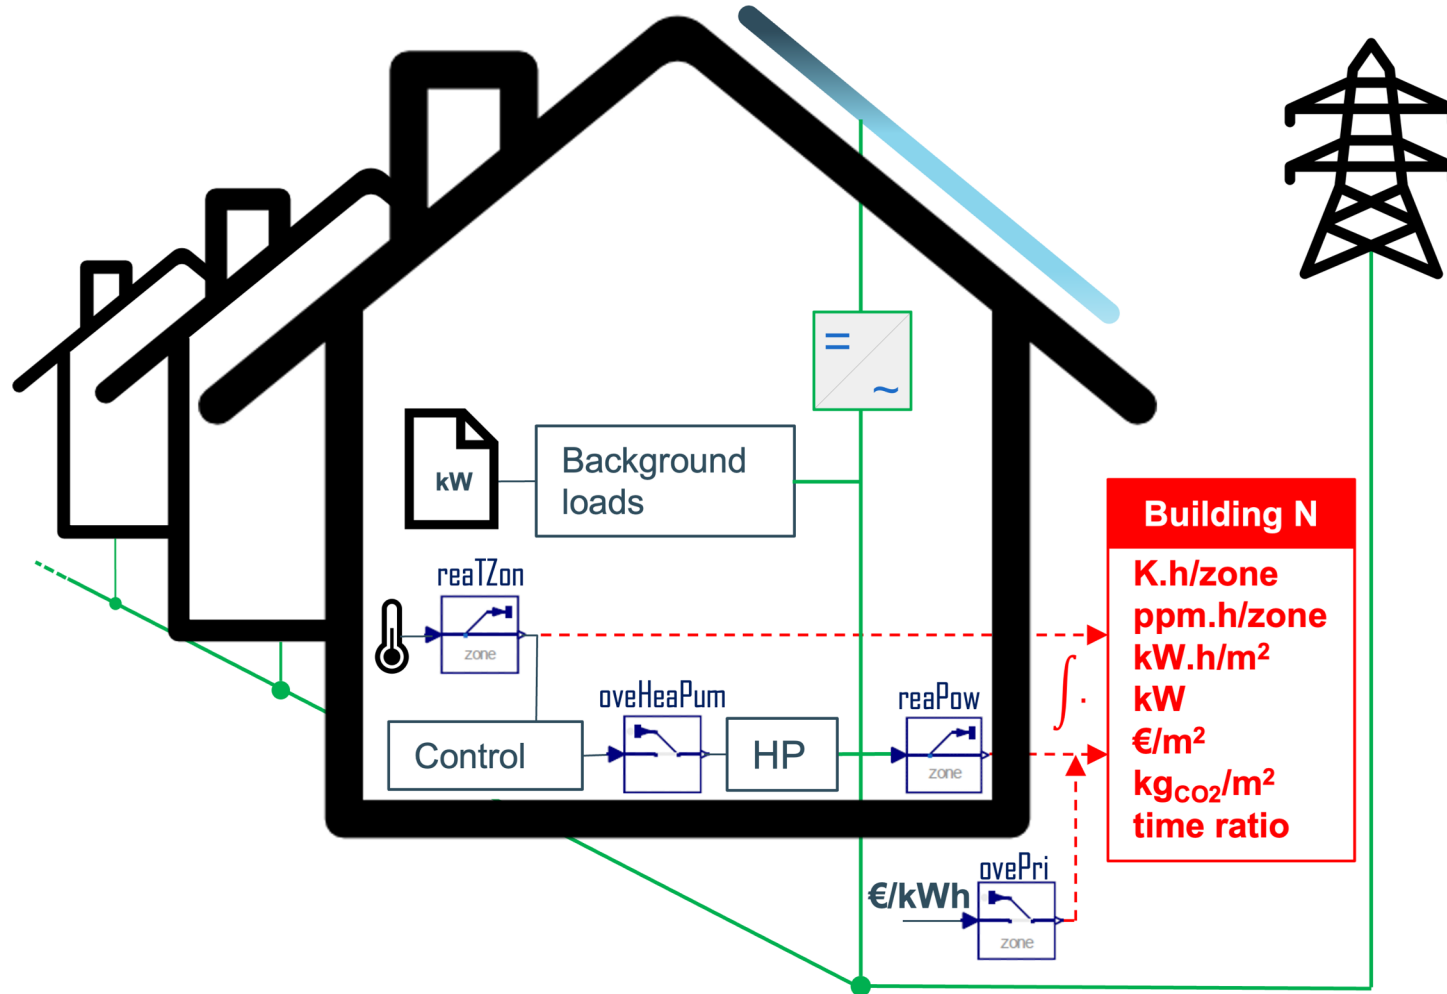 =
~
kW
Background
loads
Building N
K.h/zone
ppm.h/zone
kW.h/m²
kW
€/m²
kg_CO2/m²
time ratio
reaTZon
zone
∫ .
oveHeaPum
reaPow
Control
HP
zone
ovePri
€/kWh
zone